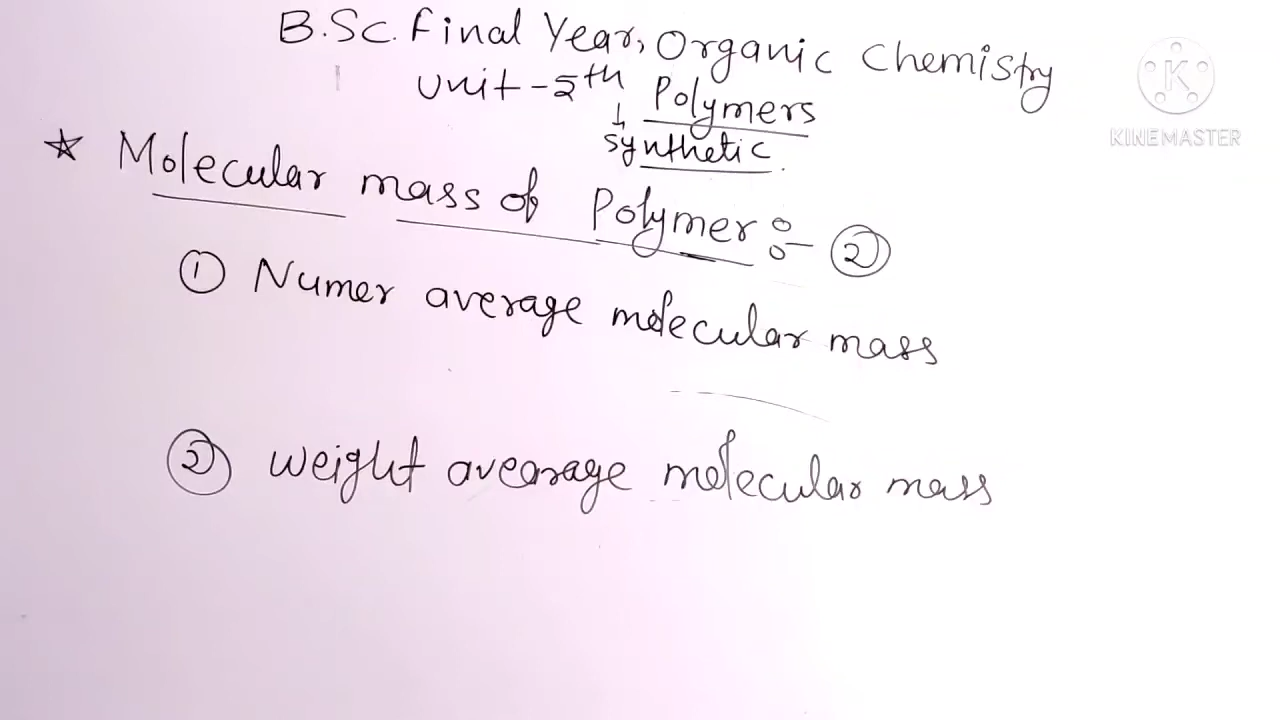 B.Sc. Final Year, Organic Chemistry
Unit - 5th Polymers
synthetic.
☆ Molecular mass of Polymer :- ②
① Numer average molecular mass
② weight avearage molecular mass
K
KINEMASTER